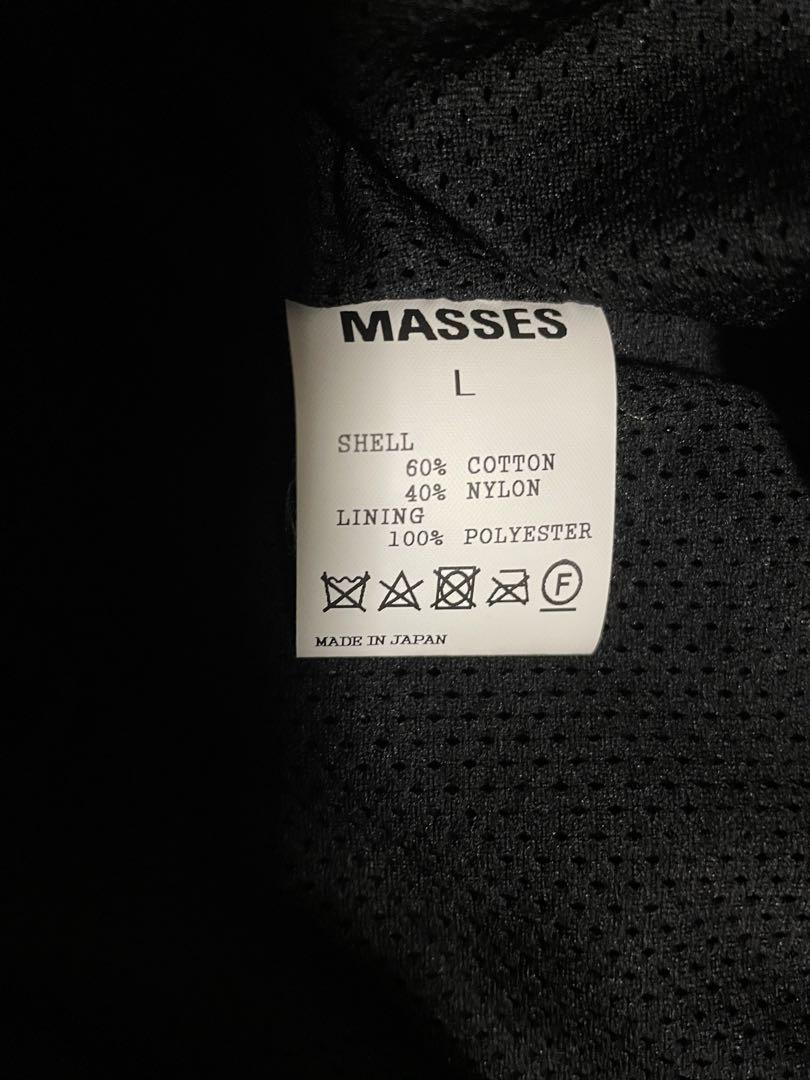 MASSES
L
SHELL
60% COTTON
40% NYLON
LINING
100% POLYESTER
F
MADE IN JAPAN